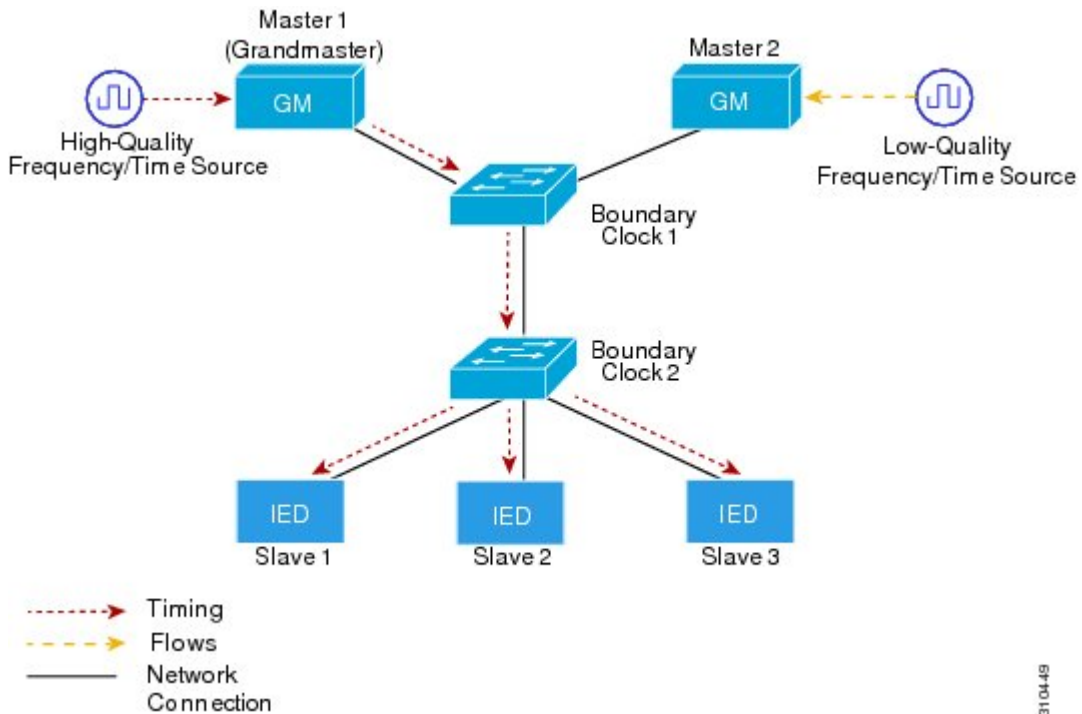 Master 1
(Grandmaster)
Master 2
GM
GM
High-Quality
Frequency/Time Source
Low-Quality
Frequency/Time Source
Boundary
Clock 1
Boundary
Clock 2
IED
IED
IED
Slave 1
Slave 2
Slave 3
Timing
Flows
Network
Connection
310449